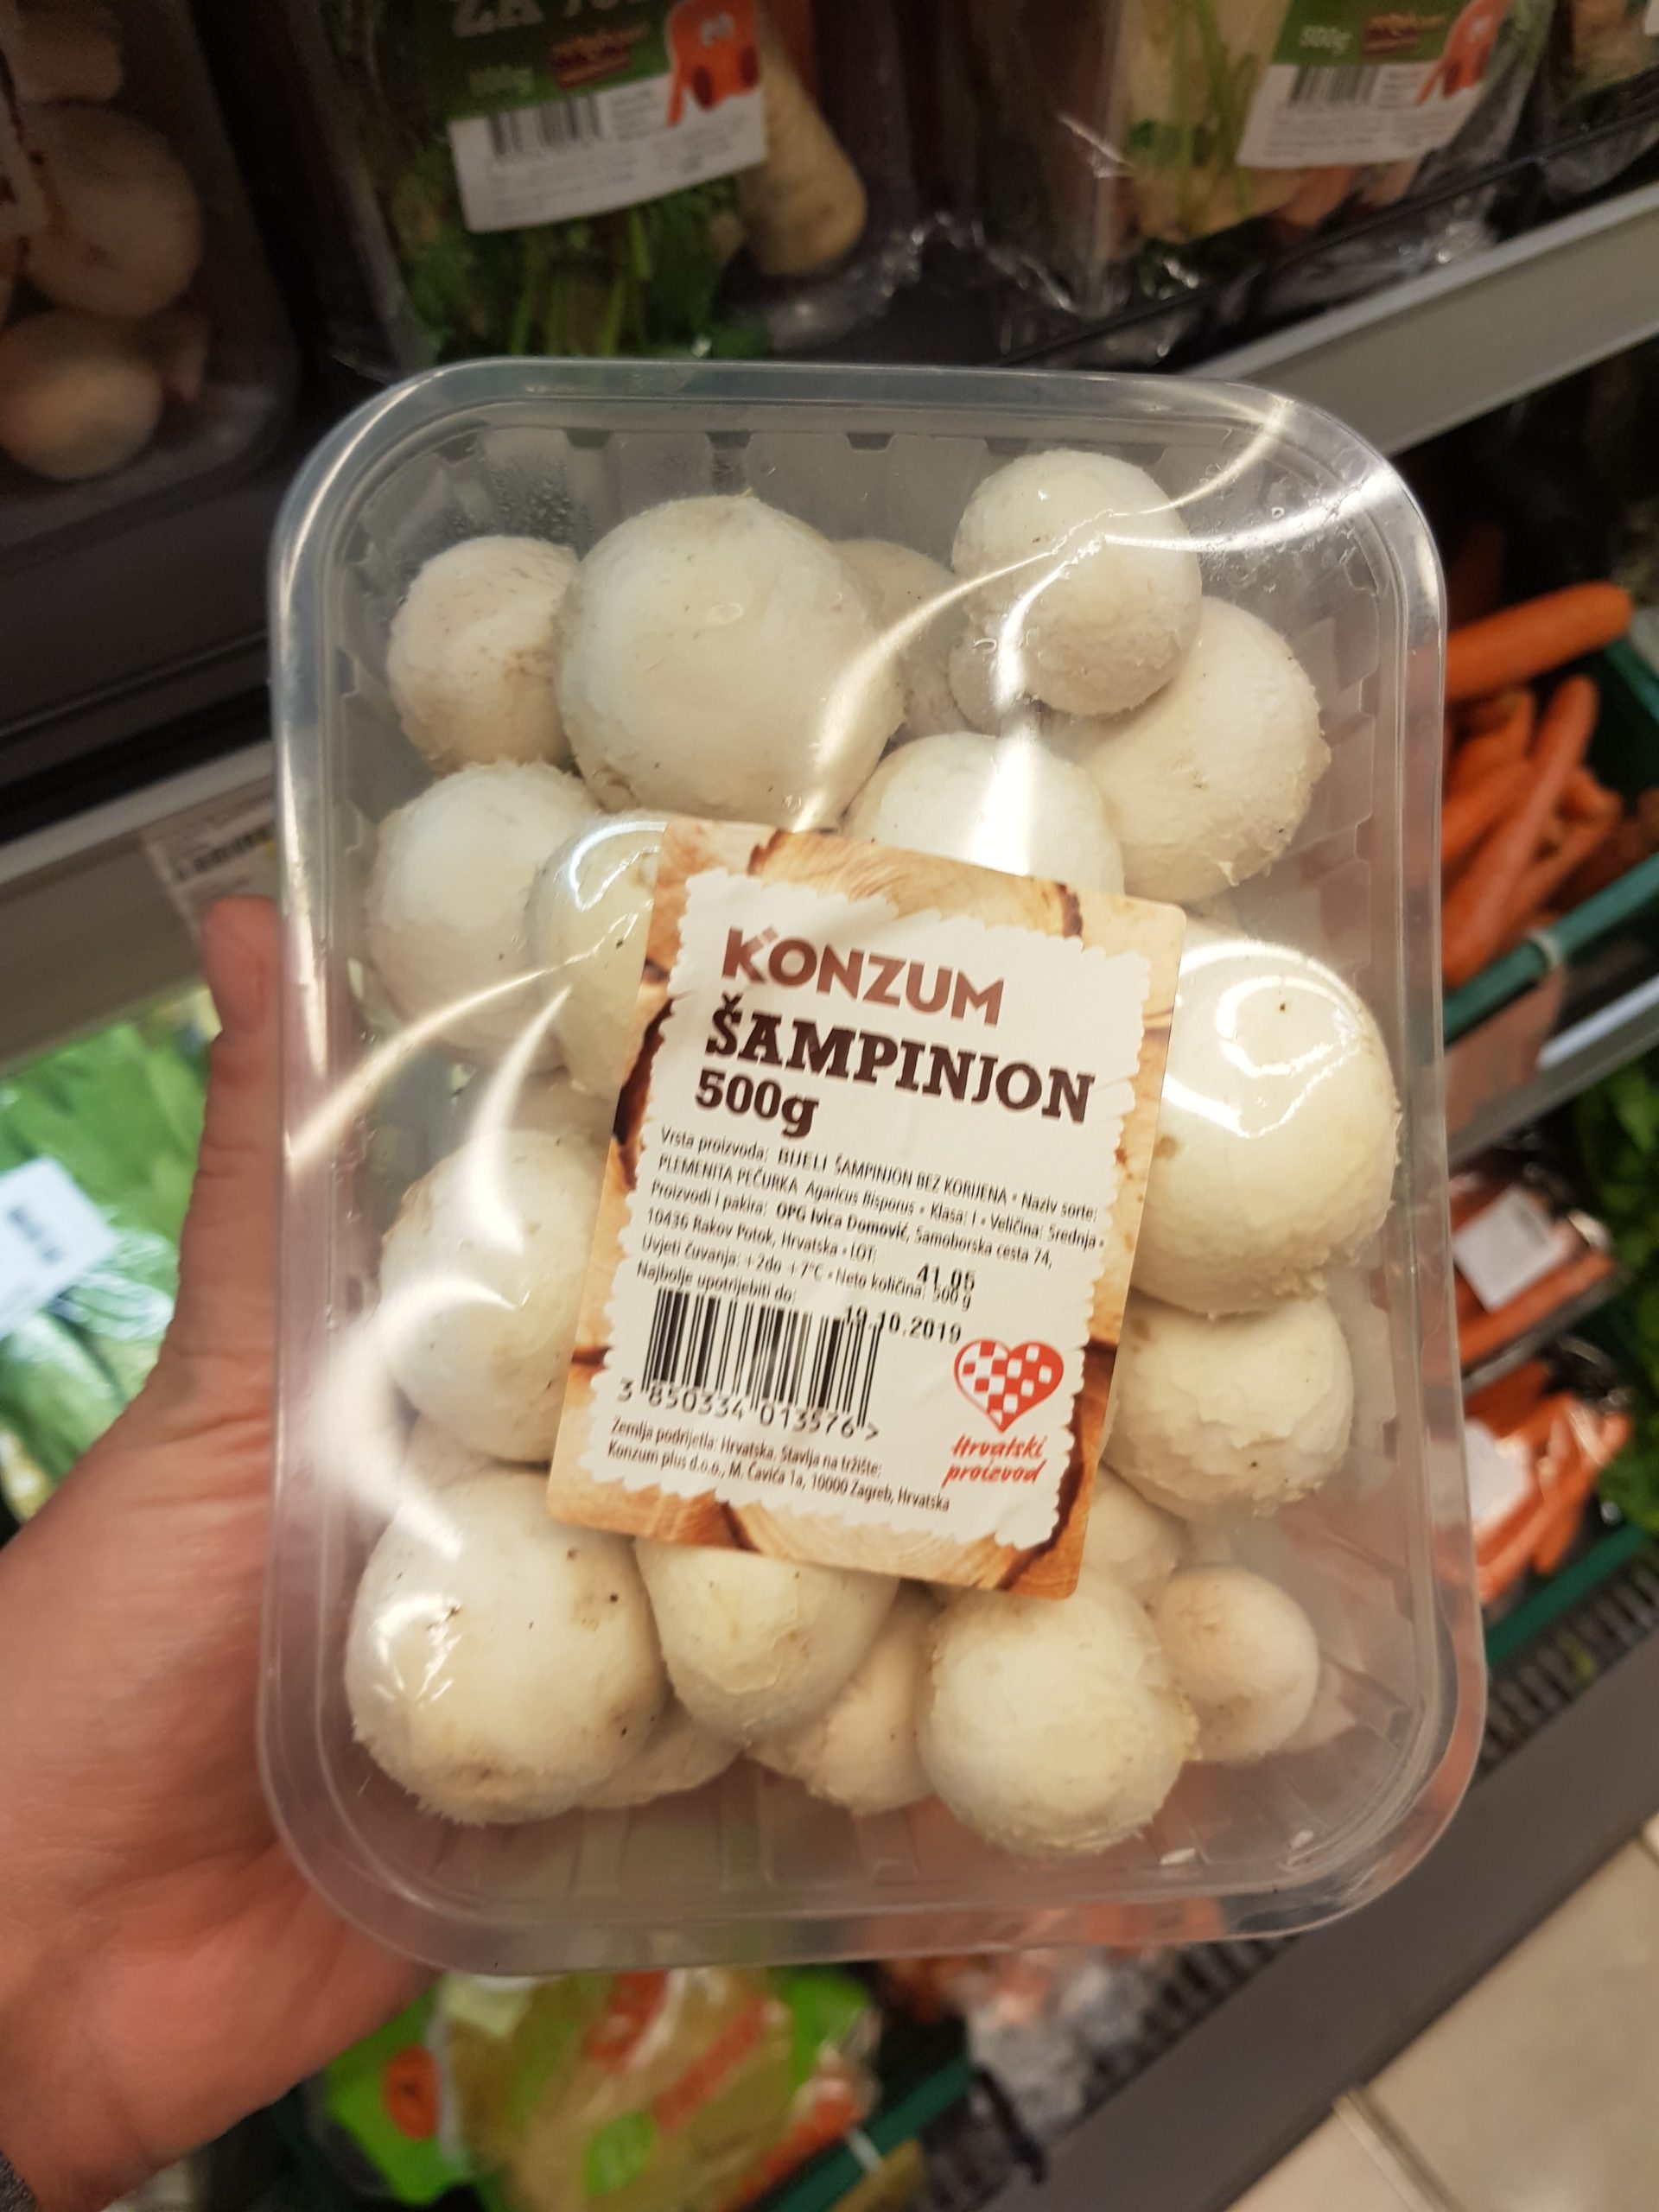 ZA
500g
500g
KONZUM
ŠAMPINJON
500g
Vrsta proizvoda: BIJELI ŠAMPINJON BEZ KORIJENA • Naziv sorte:
PLEMENITA PEČURKA Agaricus Bisporus • Klasa: I • Veličina: Srednja •
Proizvodi i pakira: OPG Ivica Domović, Samoborska cesta 74,
10436 Rakov Potok, Hrvatska • LOT: 41.05
Uvjeti čuvanja: +2do +7°C • Neto količina: 500 g
Najbolje upotrijebiti do: 19.10.2019
3 850334 013576 >
Hrvatski
proizvod
Zemlja podrijetla: Hrvatska, Stavlja na tržište:
Konzum plus d.o.o., M. Čavića 1a, 10000 Zagreb, Hrvatska